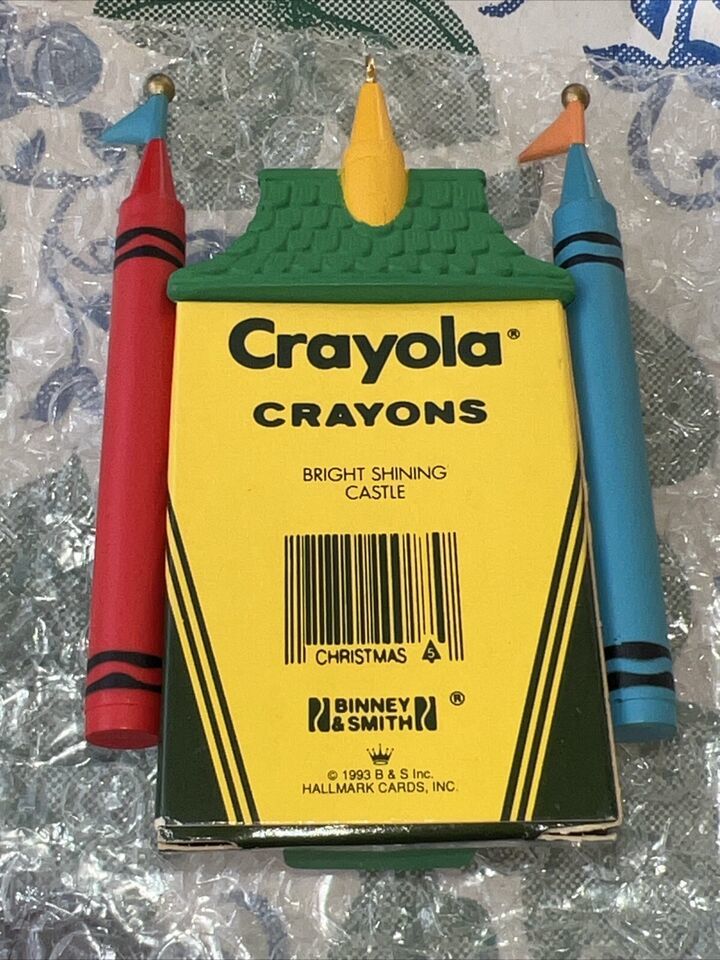 Crayola®
CRAYONS
BRIGHT SHINING
CASTLE
CHRISTMAS 5
BINNEY ®
& SMITH
© 1993 B & S Inc.
HALLMARK CARDS, INC.